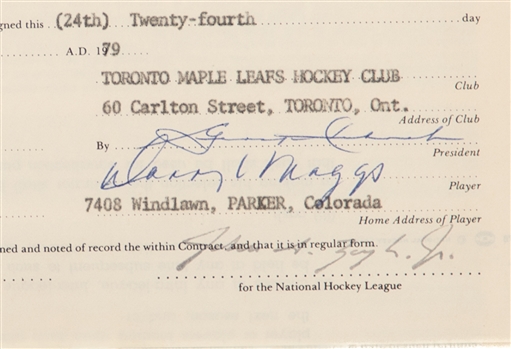 gned this (24th) Twenty-fourth day
A.D. 1979
TORONTO MAPLE LEAFS HOCKEY CLUB
Club
60 Carlton Street, TORONTO, Ont.
Address of Club
By
President
Maggs
Player
7408 Windlawn, PARKER, Colorada
Home Address of Player
ned and noted of record the within Contract, and that it is in regular form.
Jr.
for the National Hockey League